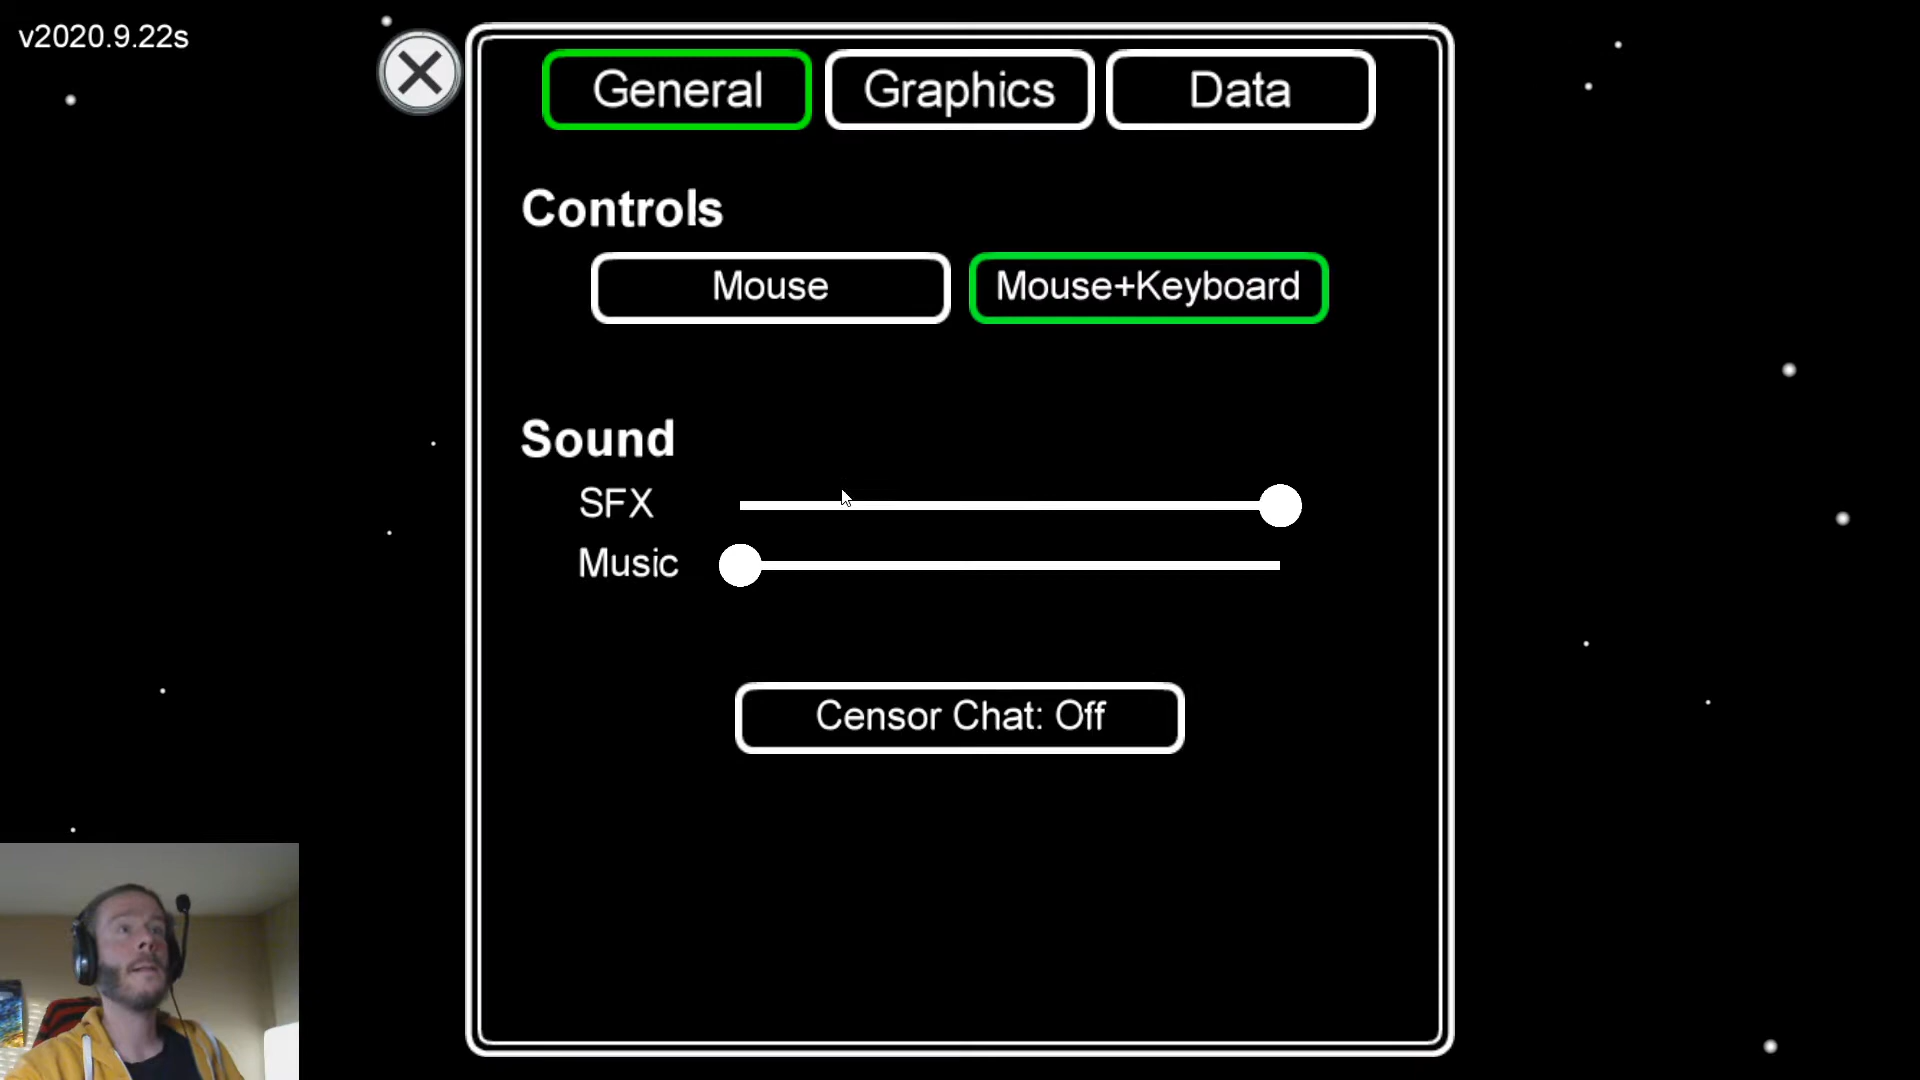 v2020.9.22s
General Graphics Data
Controls
Mouse Mouse+Keyboard
Sound
SFX
Music
Censor Chat: Off